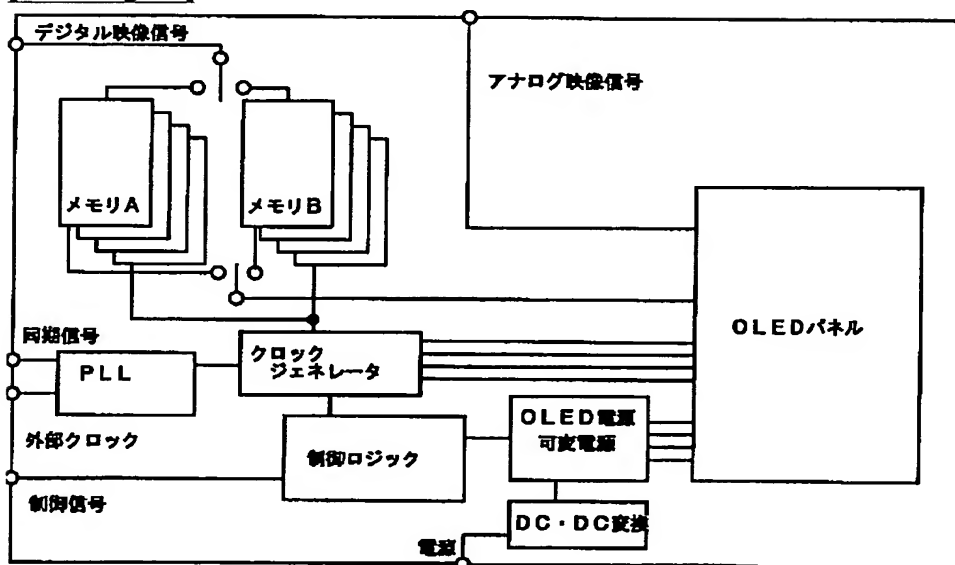 デジタル映像信号
アナログ映像信号
メモリA
メモリB
OLEDパネル
同期信号
PLL
クロック
ジェネレータ
外部クロック
制御ロジック
OLED電源
可変電源
制御信号
DC・DC変換
電源